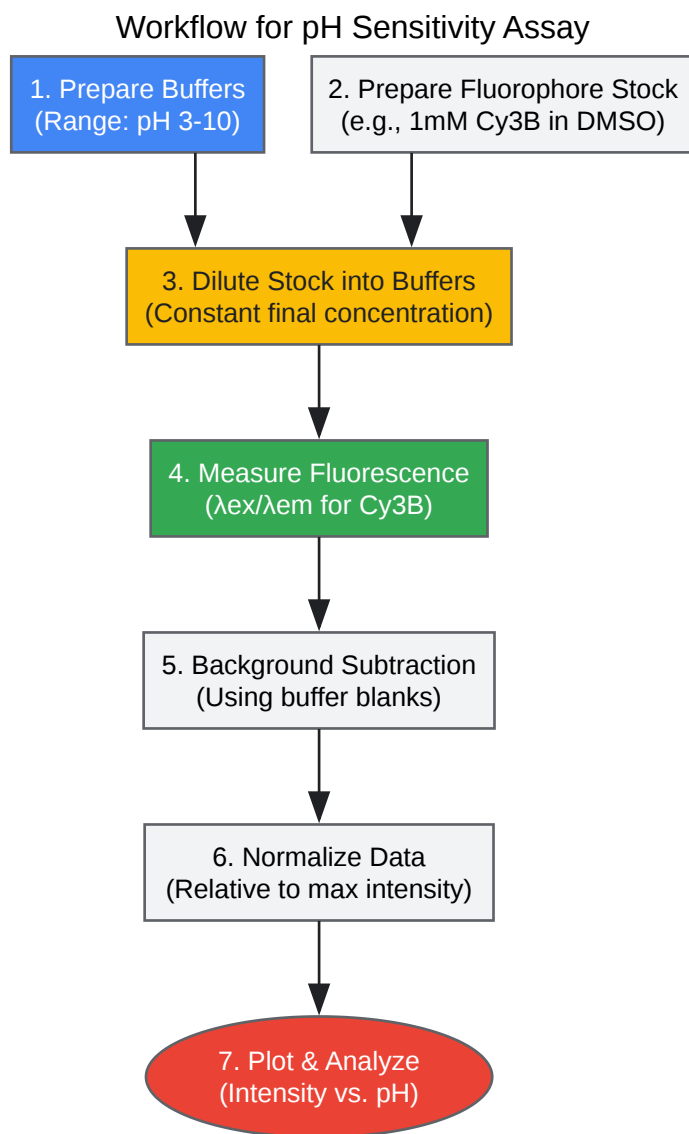 Workflow for pH Sensitivity Assay
1. Prepare Buffers
(Range: pH 3-10)
2. Prepare Fluorophore Stock
(e.g., 1mM Cy3B in DMSO)
3. Dilute Stock into Buffers
(Constant final concentration)
4. Measure Fluorescence
(λex/λem for Cy3B)
5. Background Subtraction
(Using buffer blanks)
6. Normalize Data
(Relative to max intensity)
7. Plot & Analyze
(Intensity vs. pH)